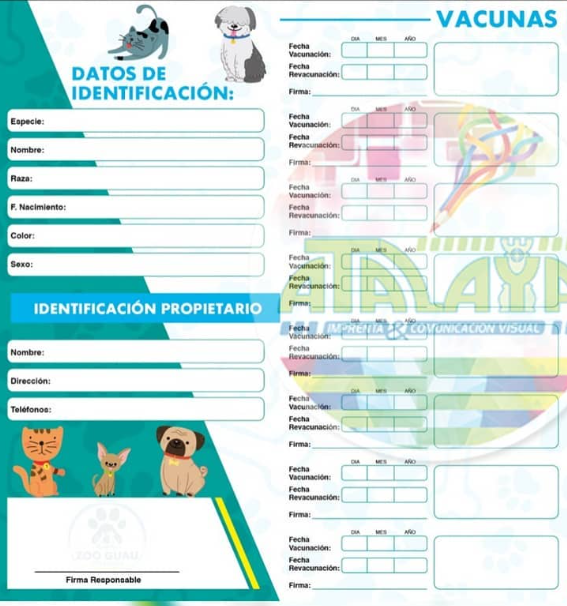 DATOS DE
IDENTIFICACIÓN:
Especie:
Nombre:
Raza:
F. Nacimiento:
Color:
Sexo:
IDENTIFICACIÓN PROPIETARIO
Nombre:
Dirección:
Teléfonos:
ZOO GUAU
Firma Responsable
VACUNAS
DIA MES AÑO
Fecha
Vacunación:
Fecha
Revacunación:
Firma:
DIA MES AÑO
Fecha
Vacunación:
Fecha
Revacunación:
Firma:
DIA MES AÑO
Fecha
Vacunación:
Fecha
Revacunación:
Firma:
DIA MES AÑO
Fecha
Vacunación:
Fecha
Revacunación:
Firma:
ATALAYA
IMPRENTA & COMUNICACIÓN VISUAL
DIA MES AÑO
Fecha
Vacunación:
Fecha
Revacunación:
Firma:
DIA MES AÑO
Fecha
Vacunación:
Fecha
Revacunación:
Firma:
DIA MES AÑO
Fecha
Vacunación:
Fecha
Revacunación:
Firma:
DIA MES AÑO
Fecha
Vacunación:
Fecha
Revacunación:
Firma: